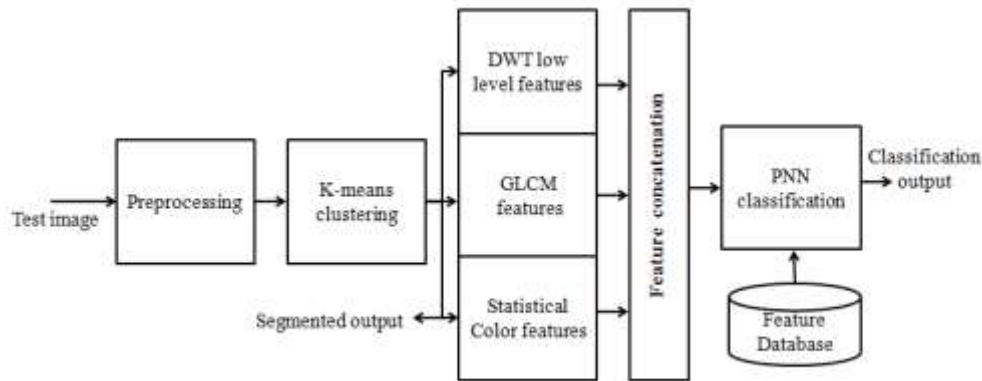 Test image
Preprocessing
K-means
clustering
Segmented output
DWT low
level features
GLCM
features
Statistical
Color features
Feature concatenation
PNN
classification
Classification
output
Feature
Database